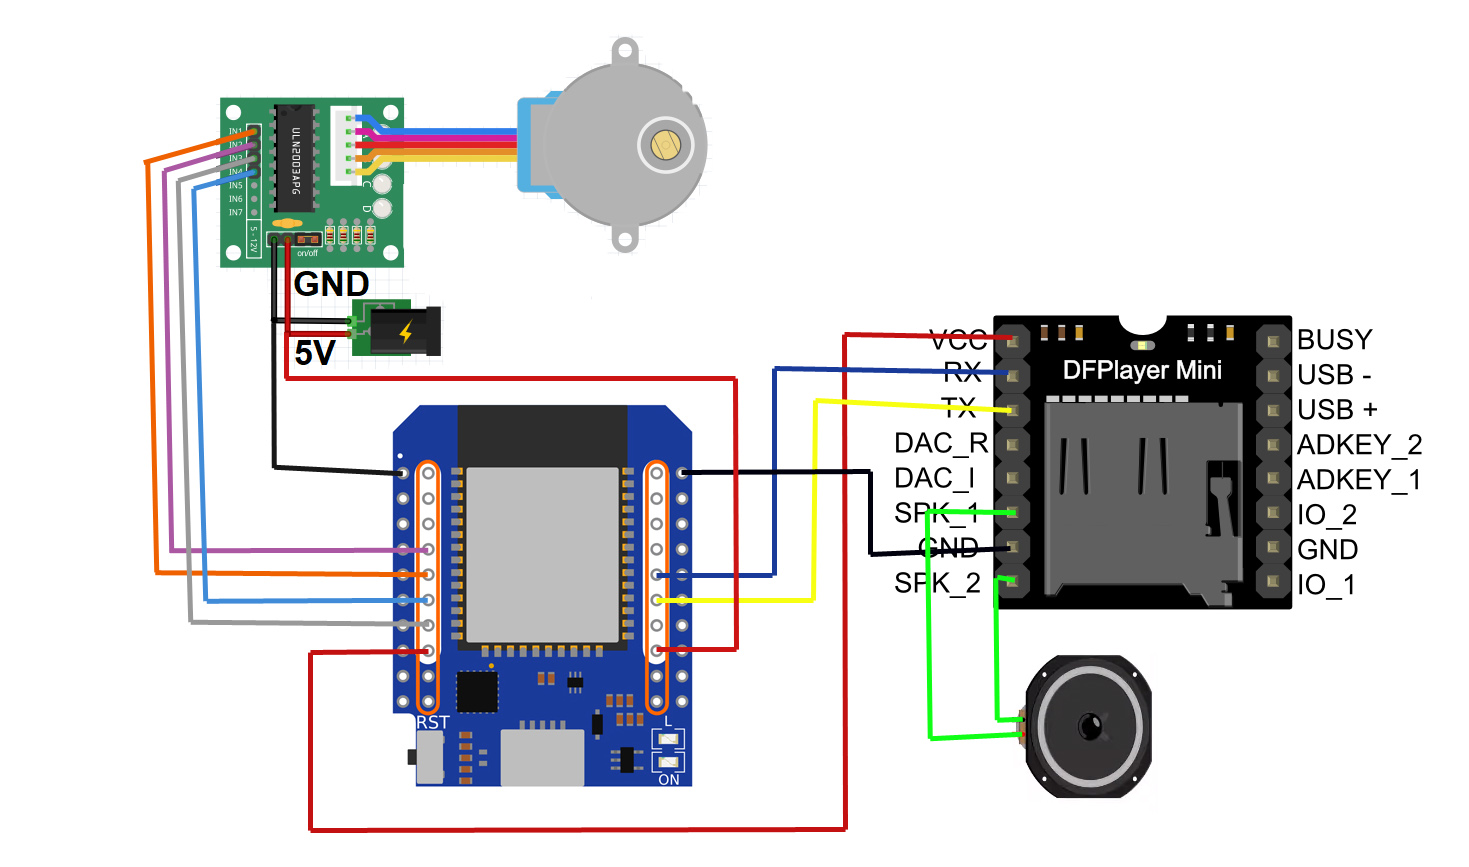 IN1
IN2
IN3
IN4
IN5
IN6
IN7
ULN2003APG
C
D
5 - 12V
on/off
GND
5V
VCC
RX
TX
DAC_R
DAC_I
SPK_1
GND
SPK_2
DFPlayer Mini
BUSY
USB -
USB +
ADKEY_2
ADKEY_1
IO_2
GND
IO_1
RST
L
ON